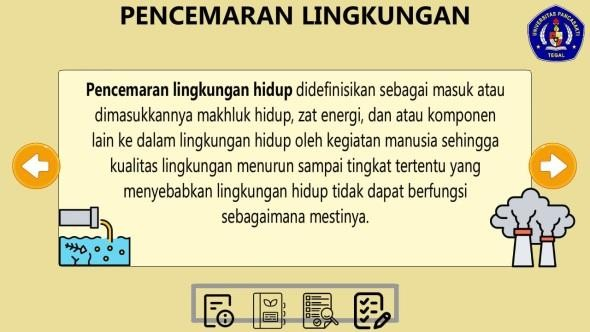 PENCEMARAN LINGKUNGAN
UNIVERSITAS PANCASAKTI
TEGAL
Pencemaran lingkungan hidup didefinisikan sebagai masuk atau
dimasukkannya makhluk hidup, zat energi, dan atau komponen
lain ke dalam lingkungan hidup oleh kegiatan manusia sehingga
kualitas lingkungan menurun sampai tingkat tertentu yang
menyebabkan lingkungan hidup tidak dapat berfungsi
sebagaimana mestinya.